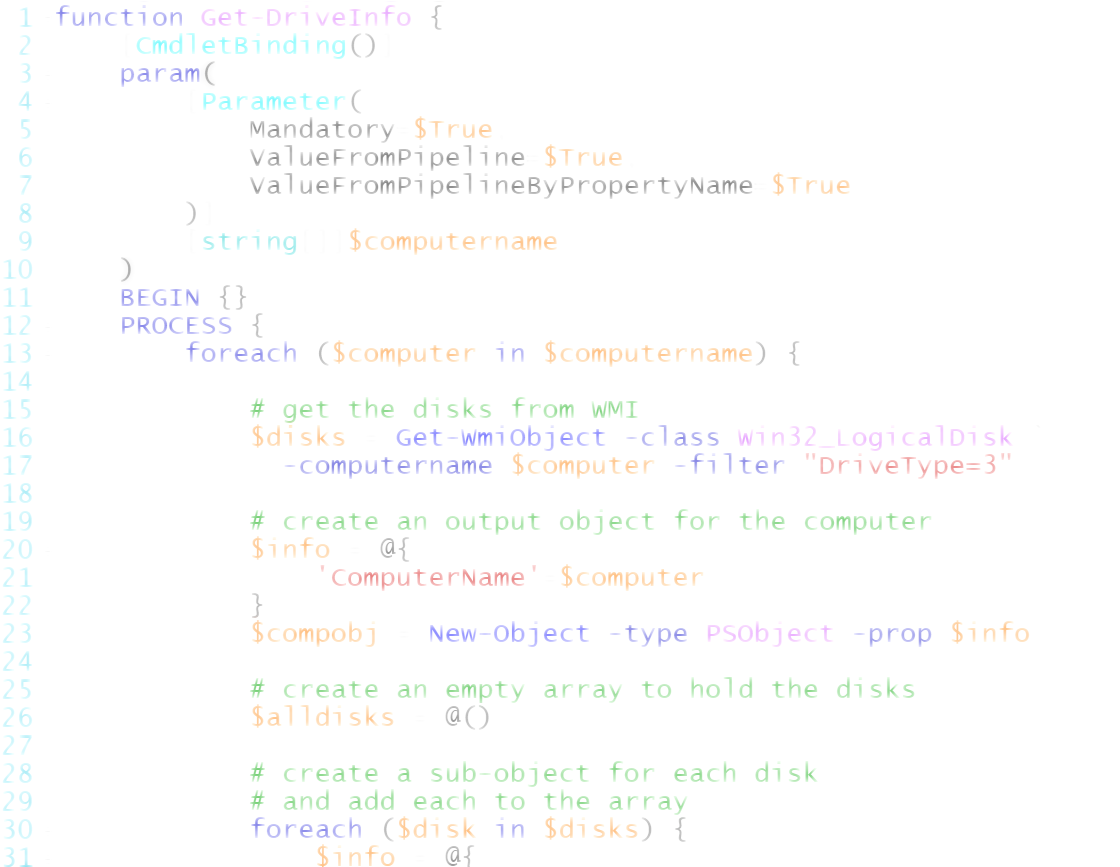 1 function Get-DriveInfo {
2 CmdletBinding()
3 param(
4 Parameter(
5 Mandatory $True
6 ValueFromPipeline $True
7 ValueFromPipelineByPropertyName $True
8 )
9 string $computername
10 )
11 BEGIN {}
12 PROCESS {
13 foreach ($computer in $computername) {
14
15 # get the disks from WMI
16 $disks = Get-WmiObject -class Win32_LogicalDisk `
17 -computername $computer -filter "DriveType=3"
18
19 # create an output object for the computer
20 $info = @{
21 'ComputerName' $computer
22 }
23 $compobj = New-Object -type PSObject -prop $info
24
25 # create an empty array to hold the disks
26 $alldisks = @()
27
28 # create a sub-object for each disk
29 # and add each to the array
30 foreach ($disk in $disks) {
31 $info = @{